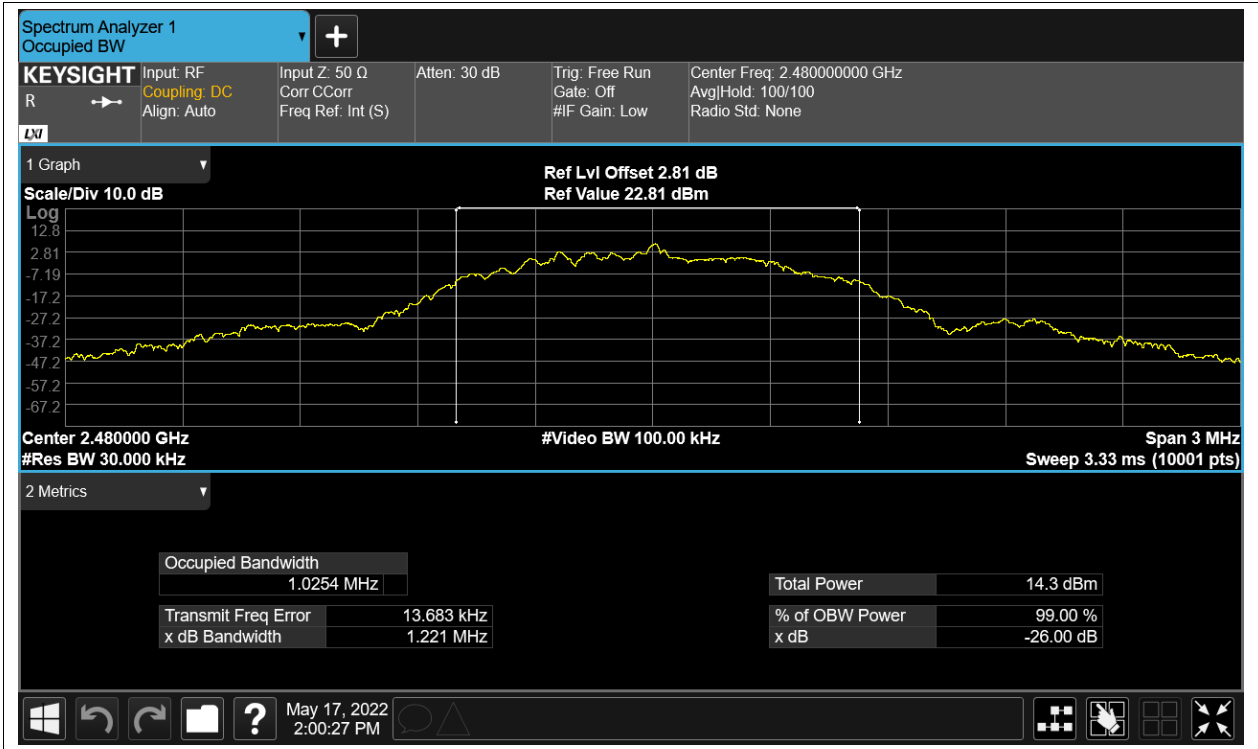 Spectrum Analyzer 1
Occupied BW
▼
+
KEYSIGHT
R
LXI
Input: RF
Coupling: DC
Align: Auto
Input Z: 50 Ω
Corr CCorr
Freq Ref: Int (S)
Atten: 30 dB
Trig: Free Run
Gate: Off
#IF Gain: Low
Center Freq: 2.480000000 GHz
Avg|Hold: 100/100
Radio Std: None
1 Graph ▼
Scale/Div 10.0 dB
Ref Lvl Offset 2.81 dB
Ref Value 22.81 dBm
Log
12.8
2.81
-7.19
-17.2
-27.2
-37.2
-47.2
-57.2
-67.2
Center 2.480000 GHz
#Res BW 30.000 kHz
#Video BW 100.00 kHz
Span 3 MHz
Sweep 3.33 ms (10001 pts)
2 Metrics ▼
Occupied Bandwidth
1.0254 MHz
Transmit Freq Error 13.683 kHz
x dB Bandwidth 1.221 MHz
Total Power 14.3 dBm
% of OBW Power 99.00 %
x dB -26.00 dB
?
May 17, 2022
2:00:27 PM